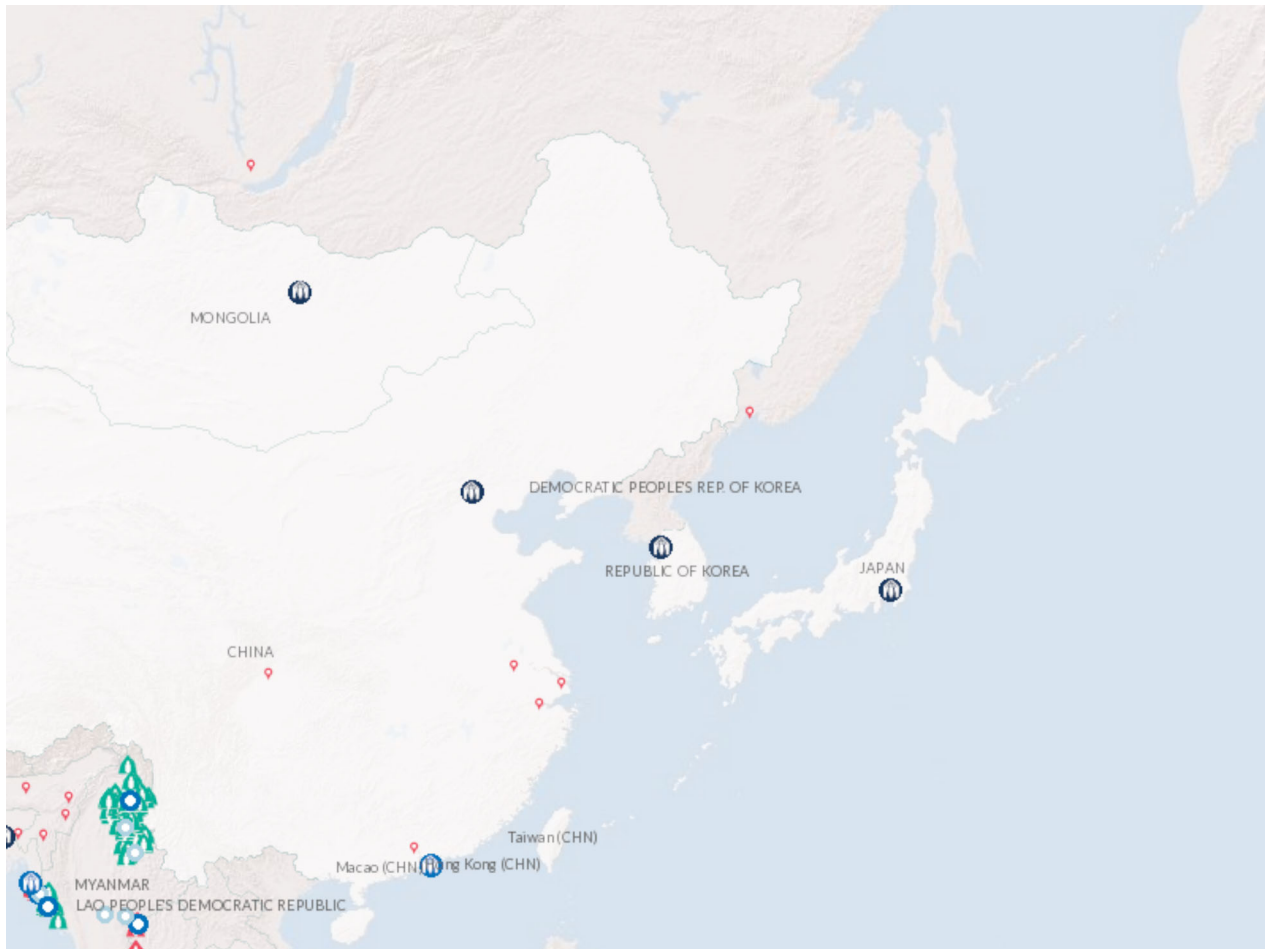 MONGOLIA
DEMOCRATIC PEOPLE'S REP. OF KOREA
REPUBLIC OF KOREA
JAPAN
CHINA
Taiwan (CHN)
Macao (CHN)
ng Kong (CHN)
MYANMAR
LAO PEOPLE'S DEMOCRATIC REPUBLIC